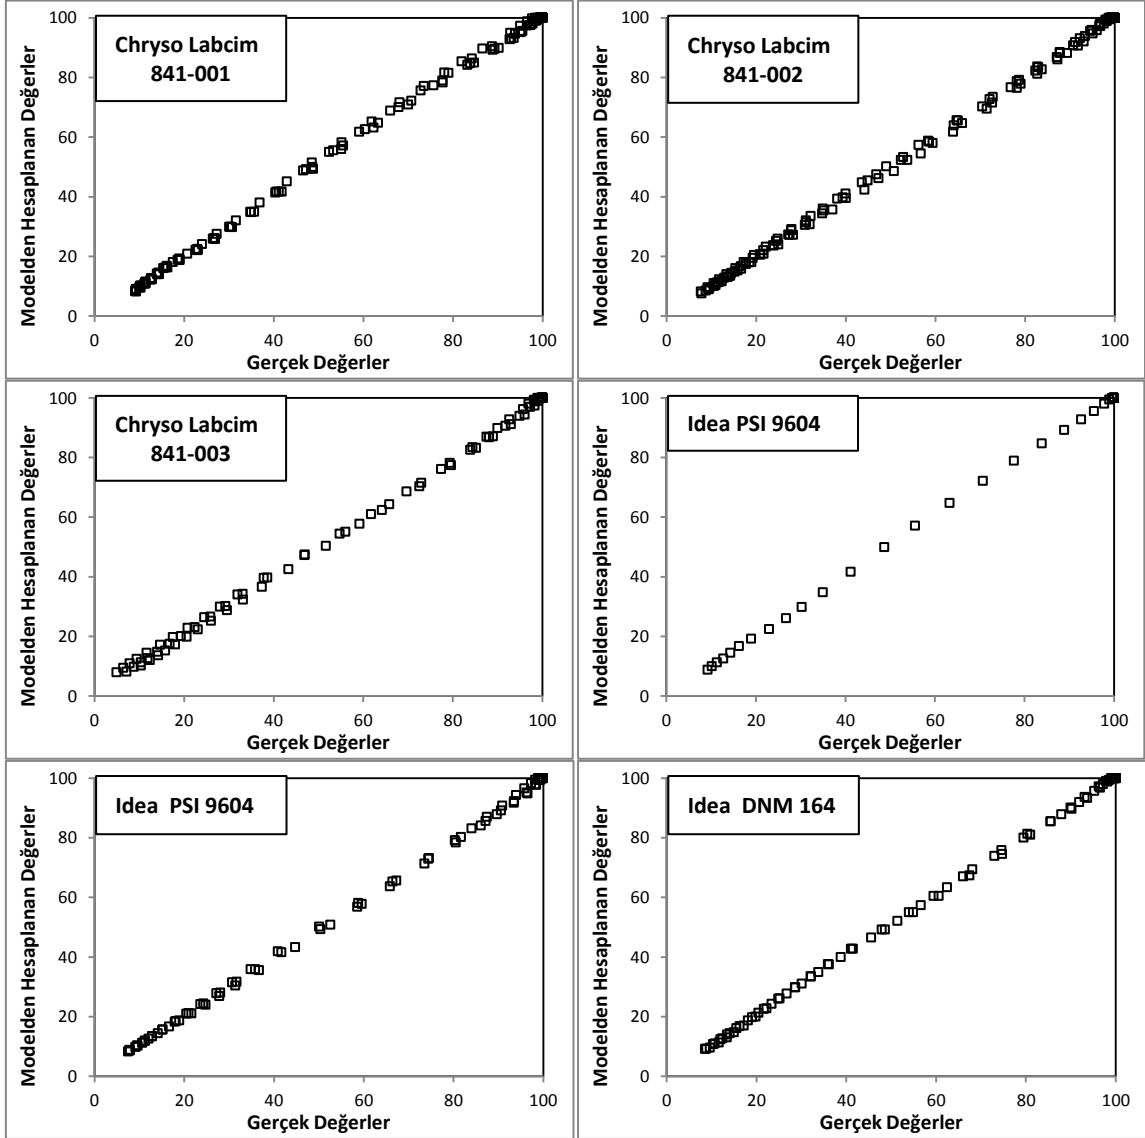 Chryso Labcim
841-001
Modelden Hesaplanan Değerler
100
80
60
40
20
0
0 20 40 60 80 100
Gerçek Değerler
Chryso Labcim
841-002
Modelden Hesaplanan Değerler
100
80
60
40
20
0
0 20 40 60 80 100
Gerçek Değerler
Chryso Labcim
841-003
Modelden Hesaplanan Değerler
100
80
60
40
20
0
0 20 40 60 80 100
Gerçek Değerler
Idea PSI 9604
Modelden Hesaplanan Değerler
100
80
60
40
20
0
0 20 40 60 80 100
Gerçek Değerler
Idea PSI 9604
Modelden Hesaplanan Değerler
100
80
60
40
20
0
0 20 40 60 80 100
Gerçek Değerler
Idea DNM 164
Modelden Hesaplanan Değerler
100
80
60
40
20
0
0 20 40 60 80 100
Gerçek Değerler